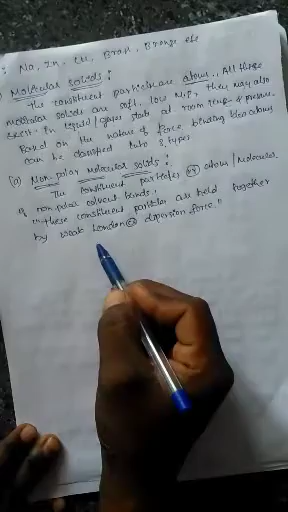 : Na, Zn, Cu, Brass, Bronze etc
Molecular solids :
The constituent particles are atoms., All these
molecular solids are soft, low M.P, they may also
exist in liquid/gases state at room temp & pressure.
Based on the nature of force binding b/w atoms
can be classified into 3 types
(a) Non-polar molecular solids :
The constituent particles are atoms/molecules
of non polar covalent bonds.
in these constituent particles are held together
by weak London (or) dispersion force."